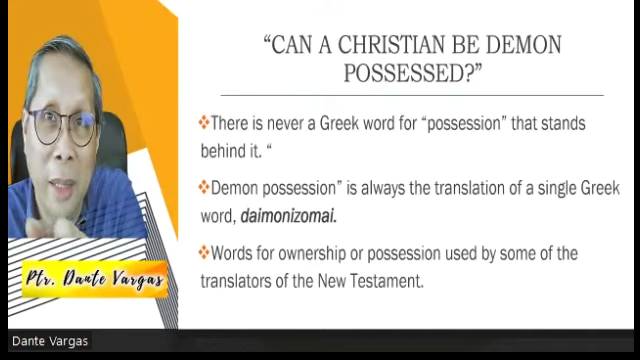 “CAN A CHRISTIAN BE DEMON
POSSESSED?”
❖There is never a Greek word for “possession” that stands
behind it. “
❖Demon possession” is always the translation of a single Greek
word, daimonizomai.
❖Words for ownership or possession used by some of the
translators of the New Testament.
Ptr. Dante Vargas
Dante Vargas